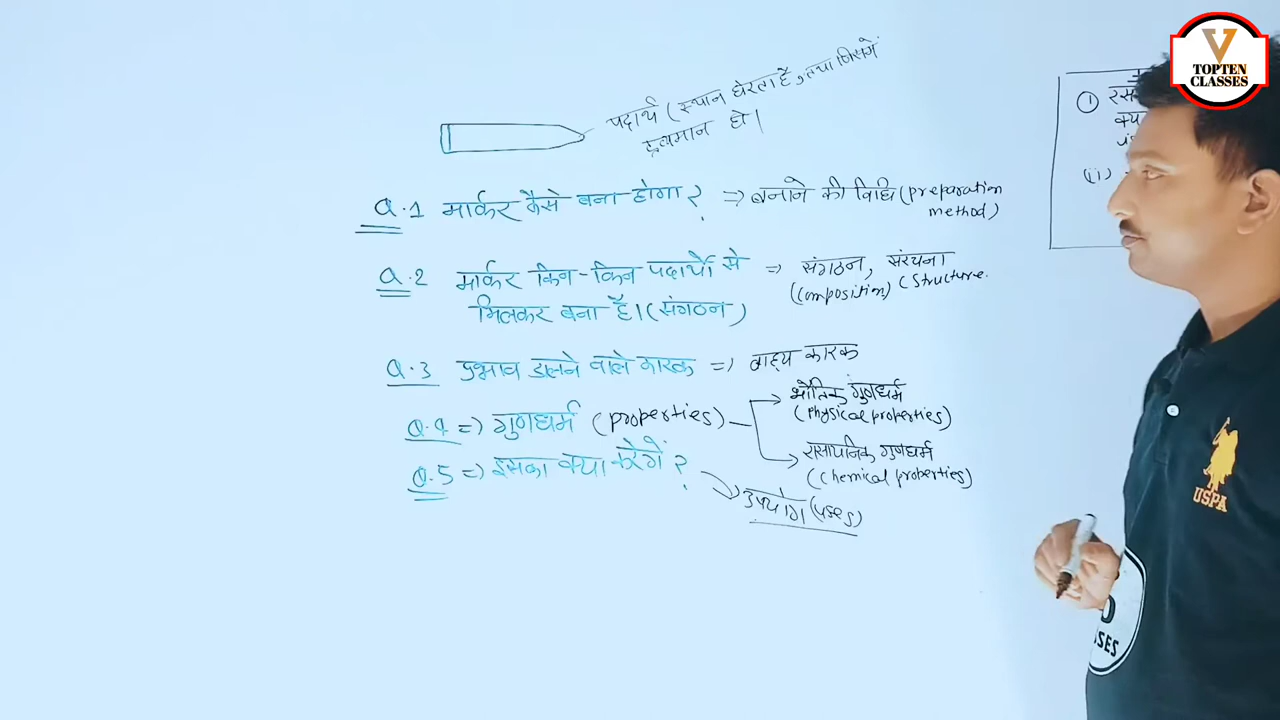 V
TOPTEN
CLASSES
पदार्थ (स्थान घेरता है, तथा जिसमें
द्रव्यमान हो।
Q.1 मार्कर कैसे बना होगा? => बनाने की विधि (preparation
method)
Q.2 मार्कर किन-किन पदार्थों से => संगठन, संरचना
मिलकर बना है। (संगठन) (composition) (structure.
Q.3 प्रभाव डालने वाले कारक => बाह्य कारक
Q.4 => गुणधर्म (properties)
भौतिक गुणधर्म
(Physical properties)
रासायनिक गुणधर्म
(Chemical properties)
Q.5 => इसका क्या करेगें?
उपयोग (uses)
(i) रस
क्य
(ii)
USPA
SES